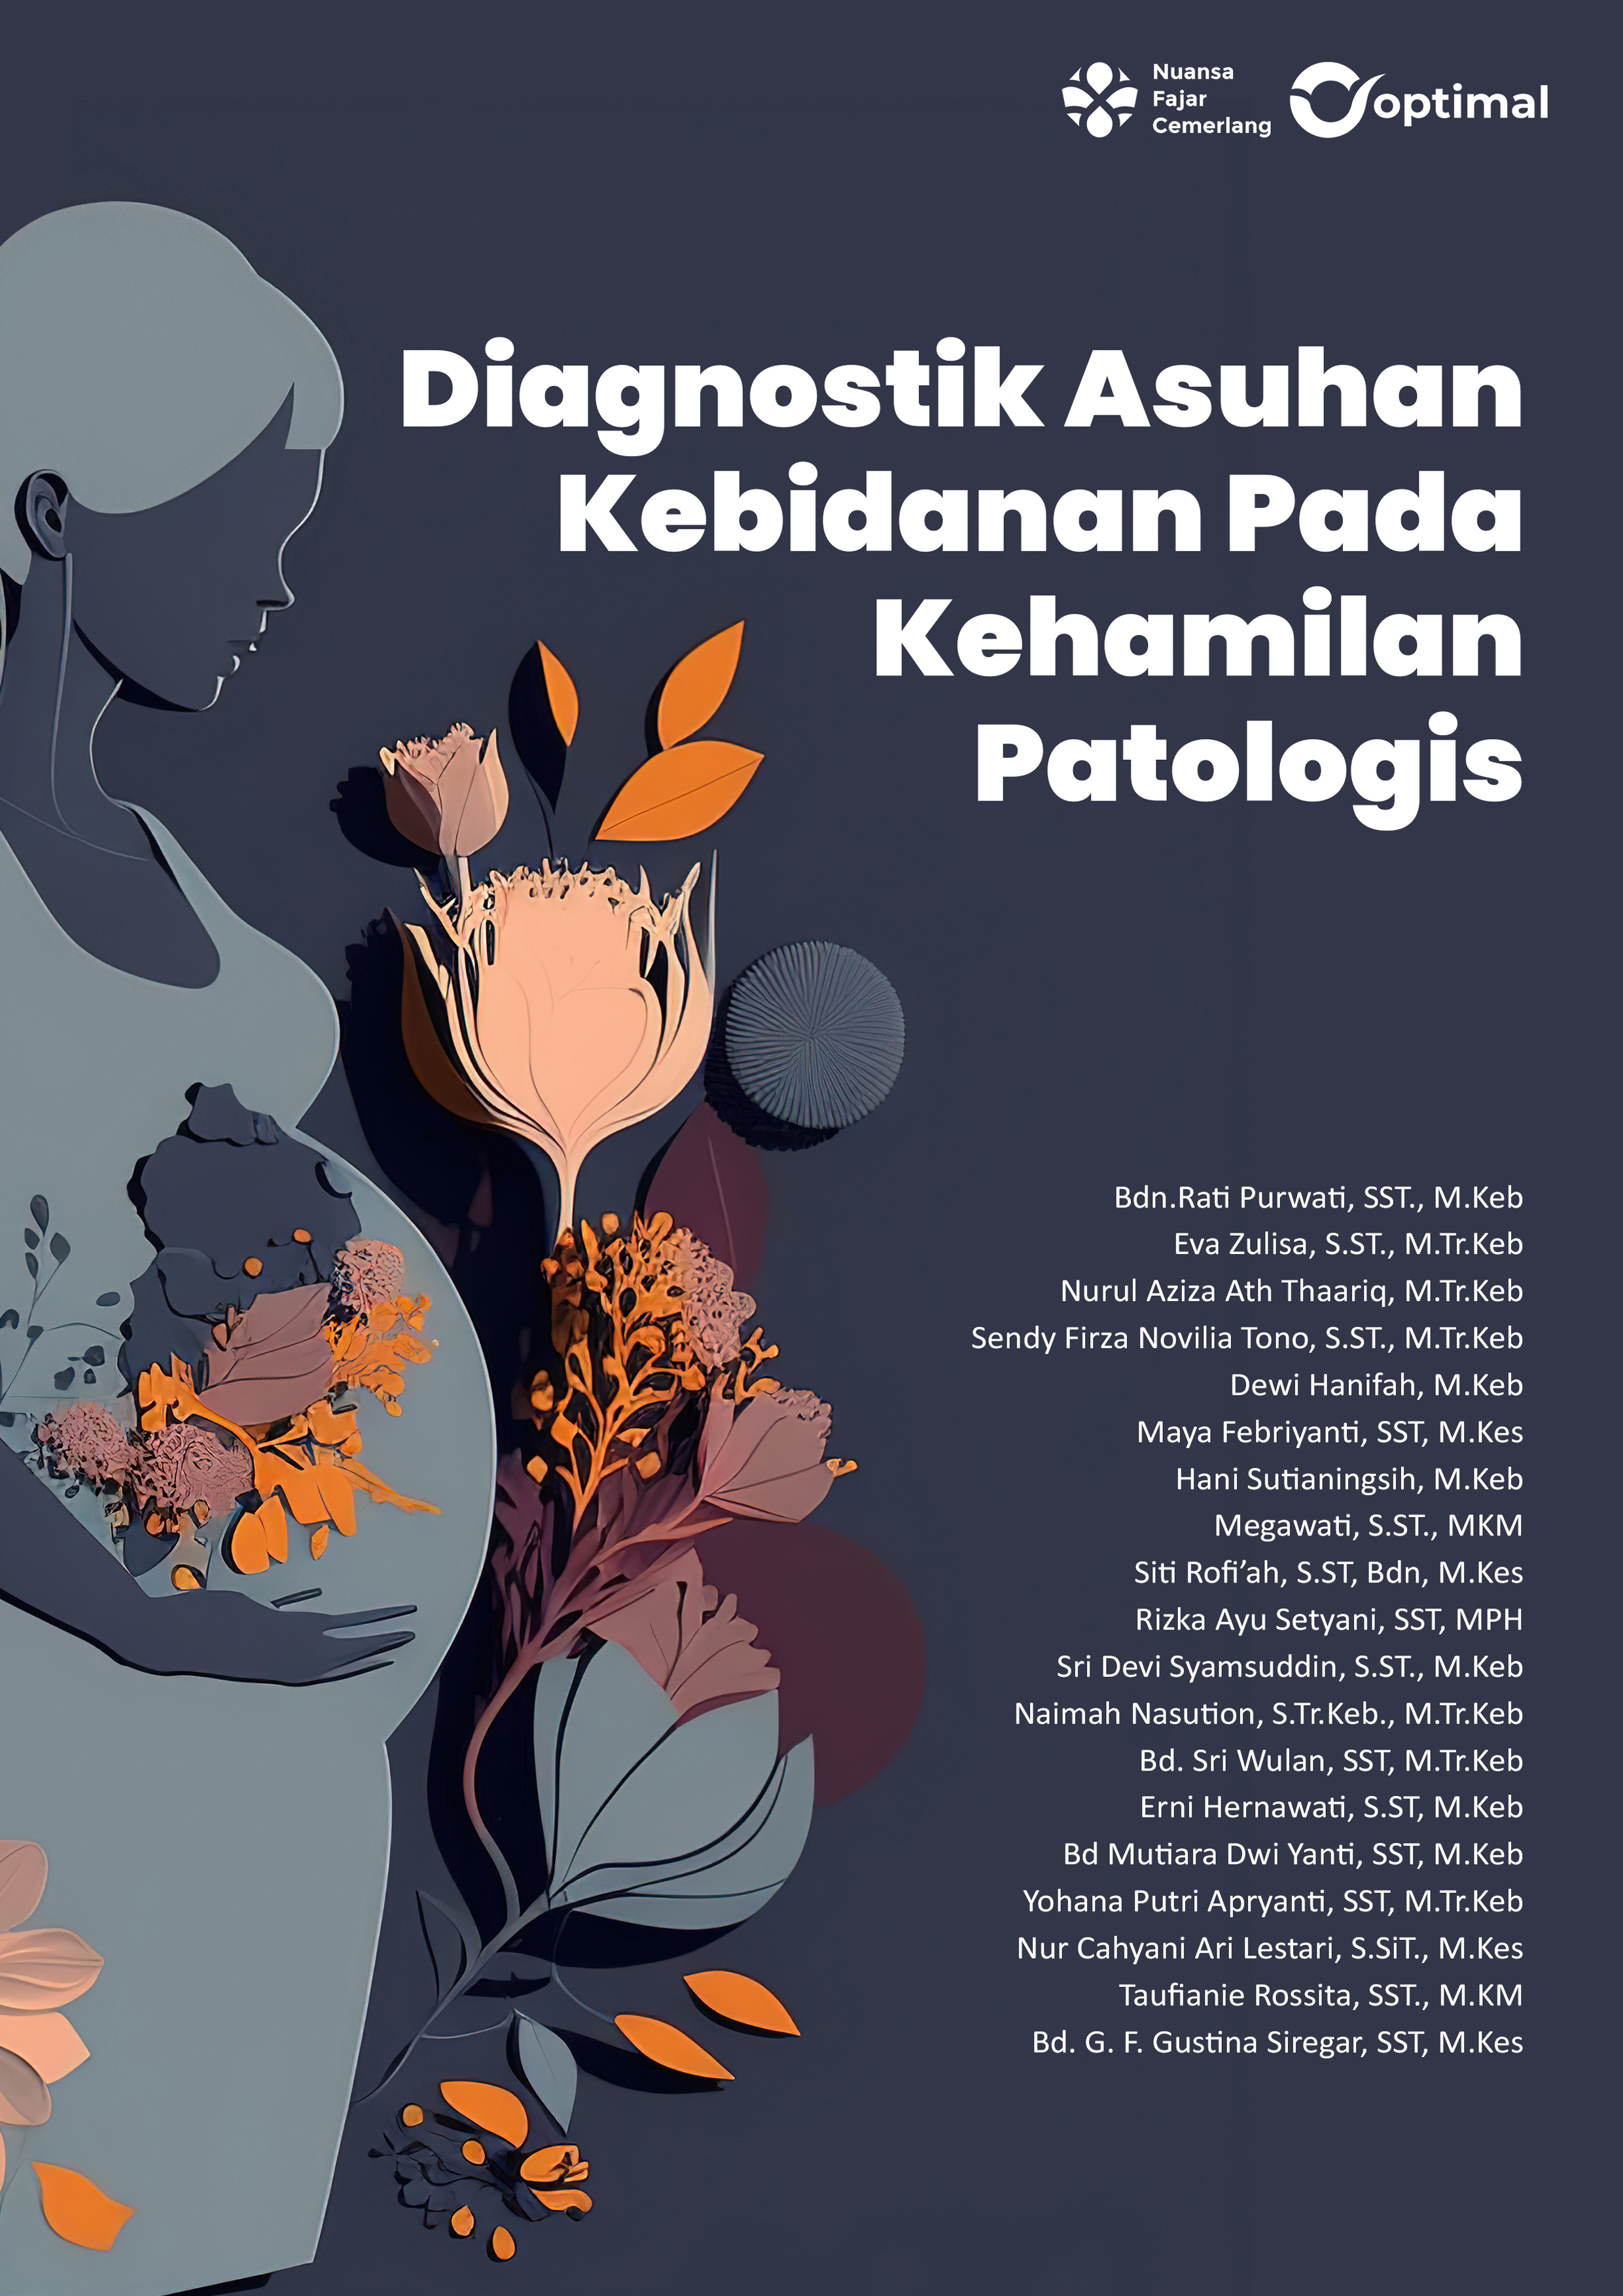 Nuansa
Fajar
Cemerlang
optimal
Diagnostik Asuhan
Kebidanan Pada
Kehamilan
Patologis
Bdn.Rati Purwati, SST., M.Keb
Eva Zulisa, S.ST., M.Tr.Keb
Nurul Aziza Ath Thaariq, M.Tr.Keb
Sendy Firza Novilia Tono, S.ST., M.Tr.Keb
Dewi Hanifah, M.Keb
Maya Febriyanti, SST, M.Kes
Hani Sutianingsih, M.Keb
Megawati, S.ST., MKM
Siti Rofi’ah, S.ST, Bdn, M.Kes
Rizka Ayu Setyani, SST, MPH
Sri Devi Syamsuddin, S.ST., M.Keb
Naimah Nasution, S.Tr.Keb., M.Tr.Keb
Bd. Sri Wulan, SST, M.Tr.Keb
Erni Hernawati, S.ST, M.Keb
Bd Mutiara Dwi Yanti, SST, M.Keb
Yohana Putri Apryanti, SST, M.Tr.Keb
Nur Cahyani Ari Lestari, S.SiT., M.Kes
Taufianie Rossita, SST., M.KM
Bd. G. F. Gustina Siregar, SST, M.Kes